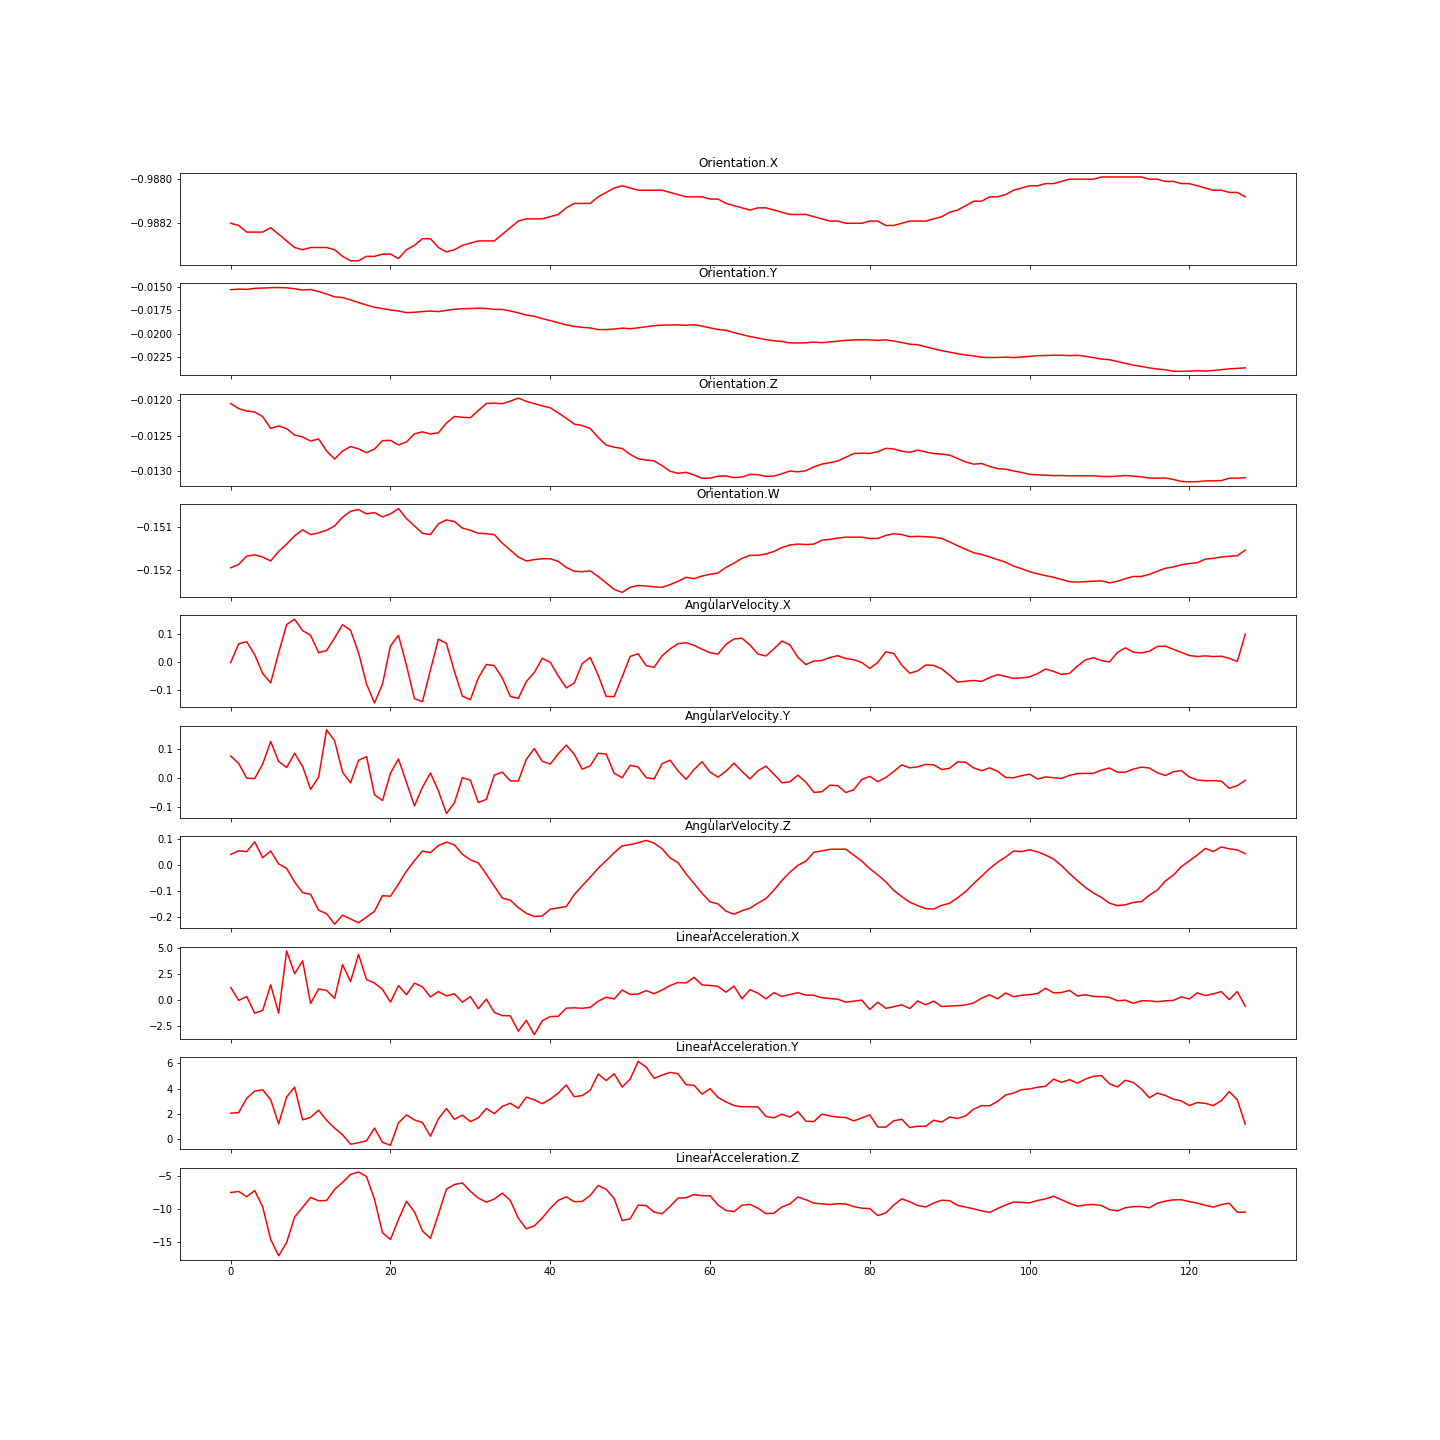 Orientation.X
−0.9880
−0.9882
Orientation.Y
−0.0150
−0.0175
−0.0200
−0.0225
Orientation.Z
−0.0120
−0.0125
−0.0130
Orientation.W
−0.151
−0.152
AngularVelocity.X
0.1
0.0
−0.1
AngularVelocity.Y
0.1
0.0
−0.1
AngularVelocity.Z
0.1
0.0
−0.1
−0.2
LinearAcceleration.X
5.0
2.5
0.0
−2.5
LinearAcceleration.Y
6
4
2
0
LinearAcceleration.Z
−5
−10
−15
0 20 40 60 80 100 120